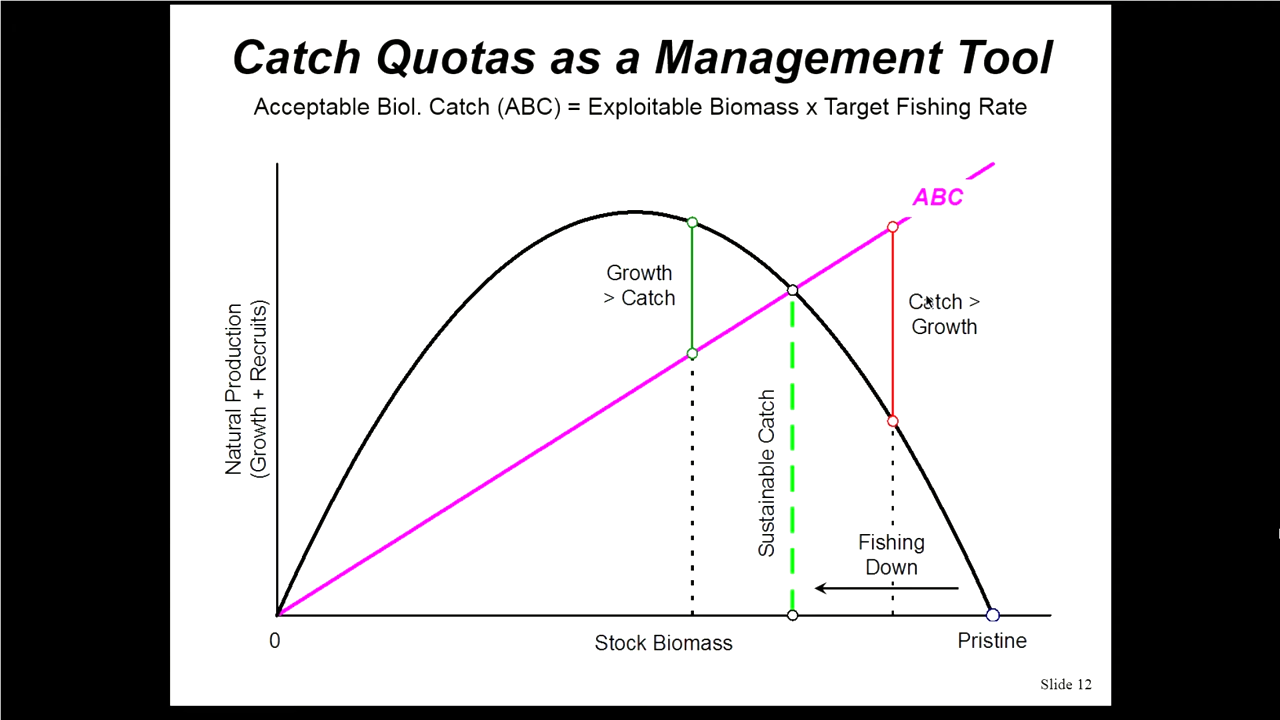 Catch Quotas as a Management Tool
Acceptable Biol. Catch (ABC) = Exploitable Biomass x Target Fishing Rate
ABC
Growth
> Catch
Catch >
Growth
Natural Production
(Growth + Recruits)
Sustainable Catch
Fishing
Down
0
Stock Biomass
Pristine
Slide 12